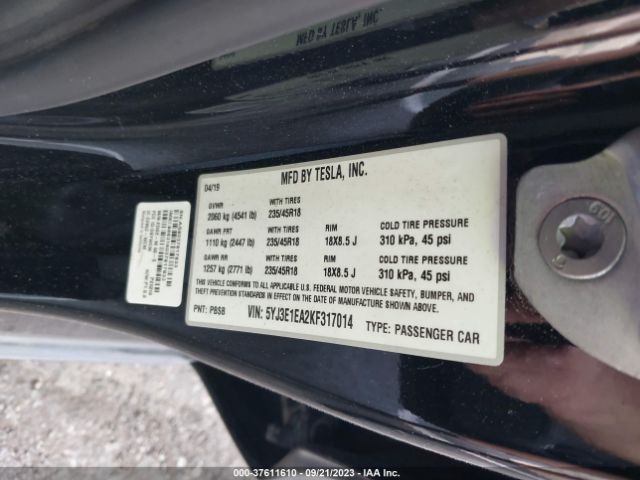 MFD BY TESLA, INC.
04/19
GVWR WITH TIRES
2060 kg (4541 lb) 235/45R18
GAWR FRT WITH TIRES RIM COLD TIRE PRESSURE
1110 kg (2447 lb) 235/45R18 18X8.5 J 310 kPa, 45 psi
GAWR RR WITH TIRES RIM COLD TIRE PRESSURE
1257 kg (2771 lb) 235/45R18 18X8.5 J 310 kPa, 45 psi
THIS VEHICLE CONFORMS TO ALL APPLICABLE U.S. FEDERAL MOTOR VEHICLE SAFETY, BUMPER, AND
THEFT PREVENTION STANDARDS IN EFFECT ON THE DATE OF MANUFACTURE SHOWN ABOVE.
PNT: PBSB VIN: 5YJ3E1EA2KF317014 TYPE: PASSENGER CAR
000-37611610 - 09/21/2023 - IAA Inc.